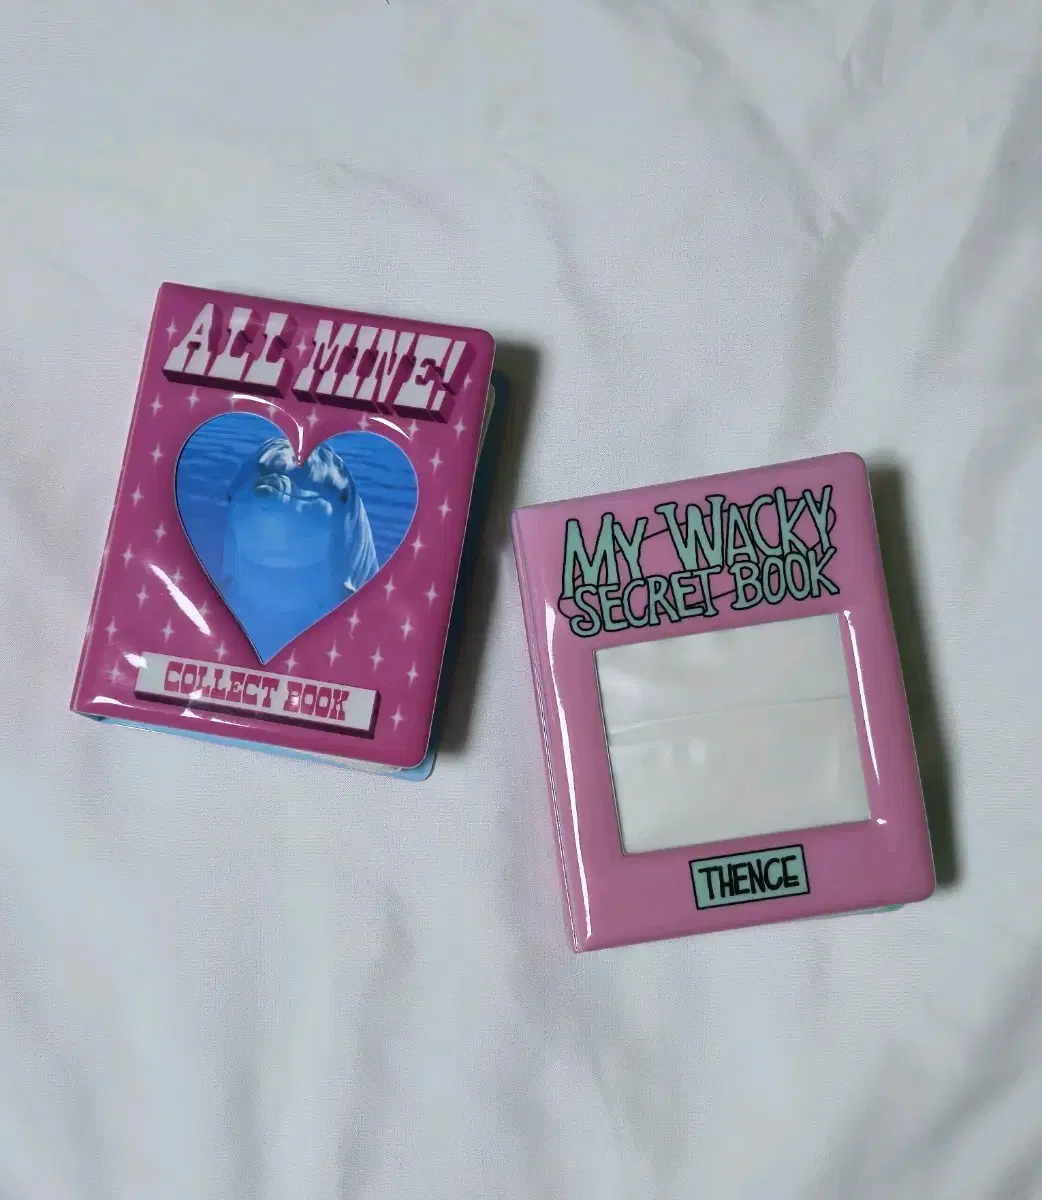 ALL MINE!
COLLECT BOOK
MY WACKY
SECRET BOOK
THENCE